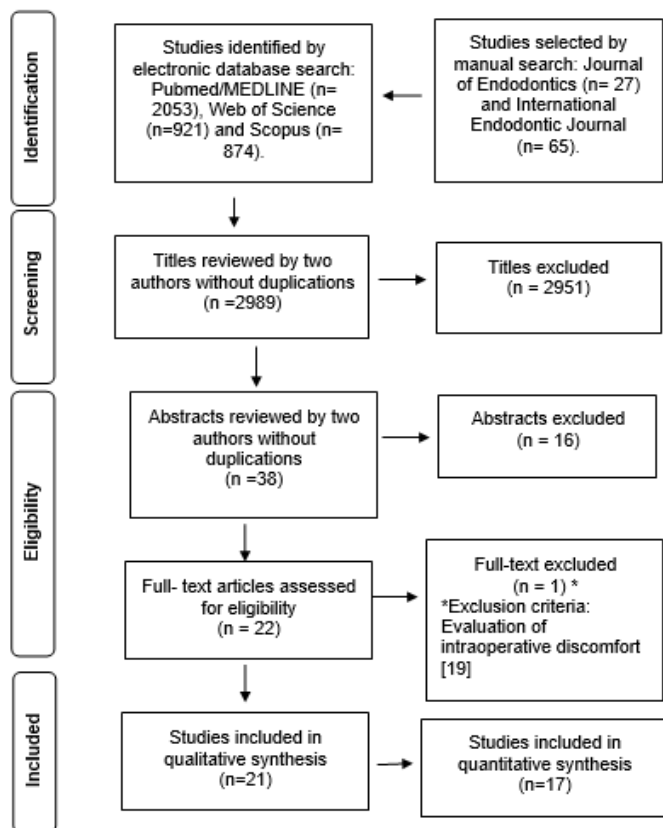 Identification
Studies identified by
electronic database search:
Pubmed/MEDLINE (n=
2053), Web of Science
(n=921) and Scopus (n=
874).
Studies selected by
manual search: Journal
of Endodontics (n= 27)
and International
Endodontic Journal
(n= 65).
Screening
Titles reviewed by two
authors without duplications
(n =2989)
Titles excluded
(n = 2951)
Eligibility
Abstracts reviewed by two
authors without
duplications
(n =38)
Abstracts excluded
(n = 16)
Full- text articles assessed
for eligibility
(n = 22)
Full-text excluded
(n = 1) *
*Exclusion criteria:
Evaluation of
intraoperative discomfort
[19]
Included
Studies included in
qualitative synthesis
(n=21)
Studies included in
quantitative synthesis
(n=17)